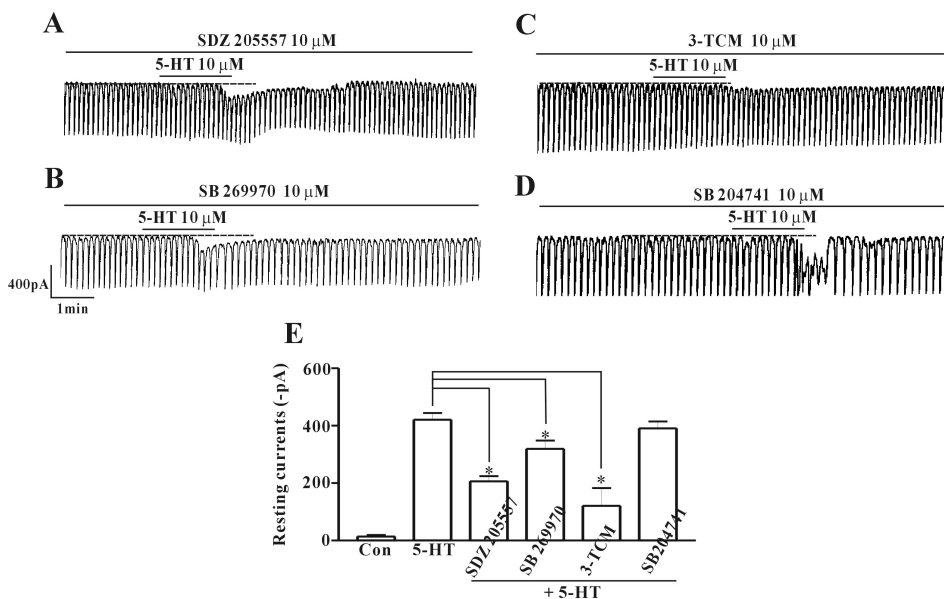 A
SDZ 205557 10 μM
5-HT 10 μM
C
3-TCM 10 μM
5-HT 10 μM
B
SB 269970 10 μM
5-HT 10 μM
400pA
1min
D
SB 204741 10 μM
5-HT 10 μM
E
Resting currents (-pA)
600
400
200
0
* * *
Con 5-HT SDZ 205557 SB 269970 3-TCM SB204741
+ 5-HT